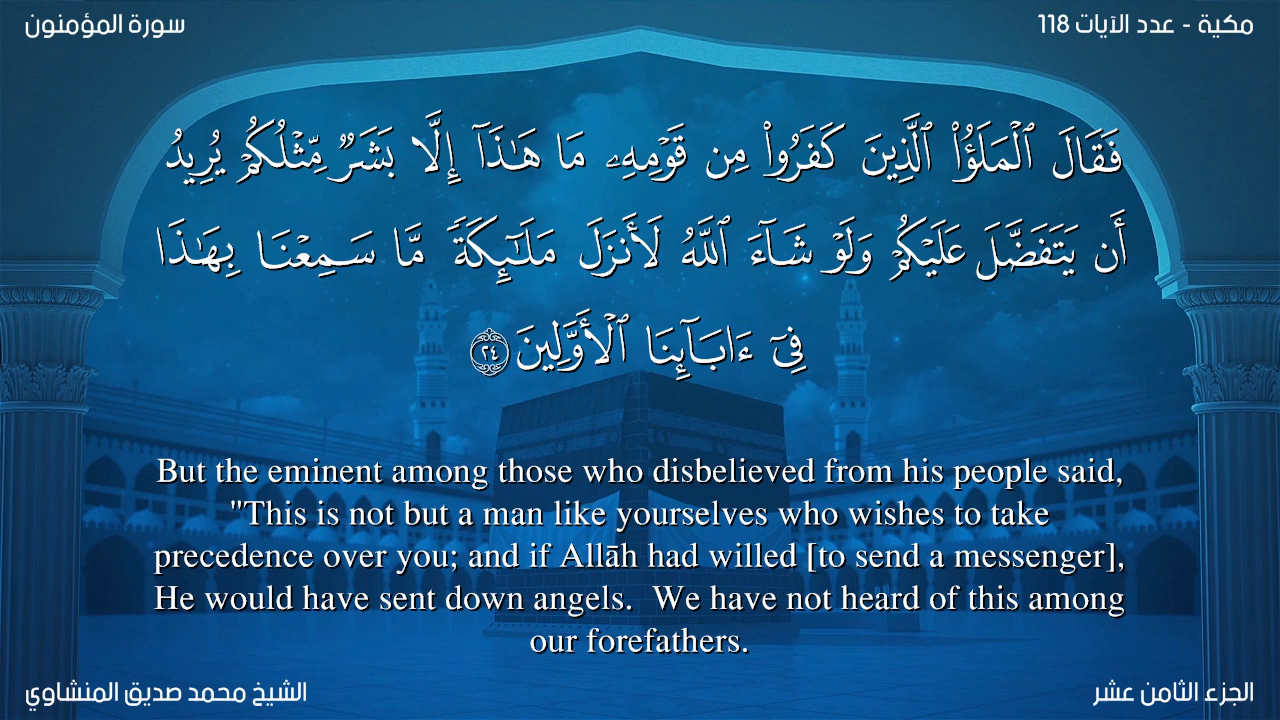 مكية - عدد الآيات 118
سورة المؤمنون
فَقَالَ ٱلْمَلَؤُا۟ ٱلَّذِينَ كَفَرُوا۟ مِن قَوْمِهِۦ مَا هَـٰذَآ إِلَّا بَشَرٌ مِّثْلُكُمْ يُرِيدُ
أَن يَتَفَضَّلَ عَلَيْكُمْ وَلَوْ شَآءَ ٱللَّهُ لَأَنزَلَ مَلَـٰٓئِكَةً مَّا سَمِعْنَا بِهَـٰذَا
فِىٓ ءَابَآئِنَا ٱلْأَوَّلِينَ ٢٤
But the eminent among those who disbelieved from his people said,
"This is not but a man like yourselves who wishes to take
precedence over you; and if Allāh had willed [to send a messenger],
He would have sent down angels.  We have not heard of this among
our forefathers.
الجزء الثامن عشر
الشيخ محمد صديق المنشاوي